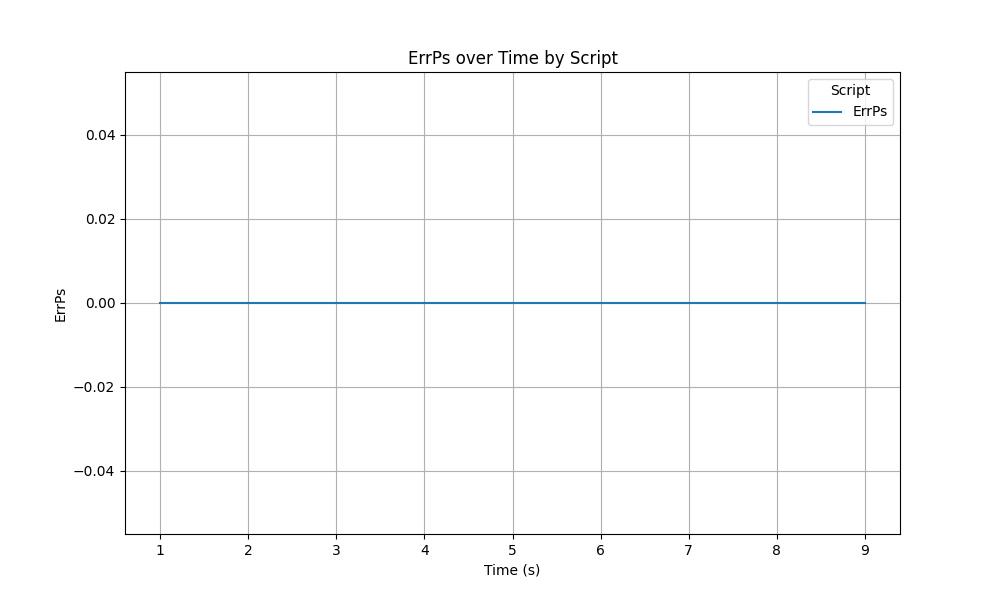 ErrPs over Time by Script
Script
ErrPs
0.04
0.02
0.00
−0.02
−0.04
ErrPs
1 2 3 4 5 6 7 8 9
Time (s)